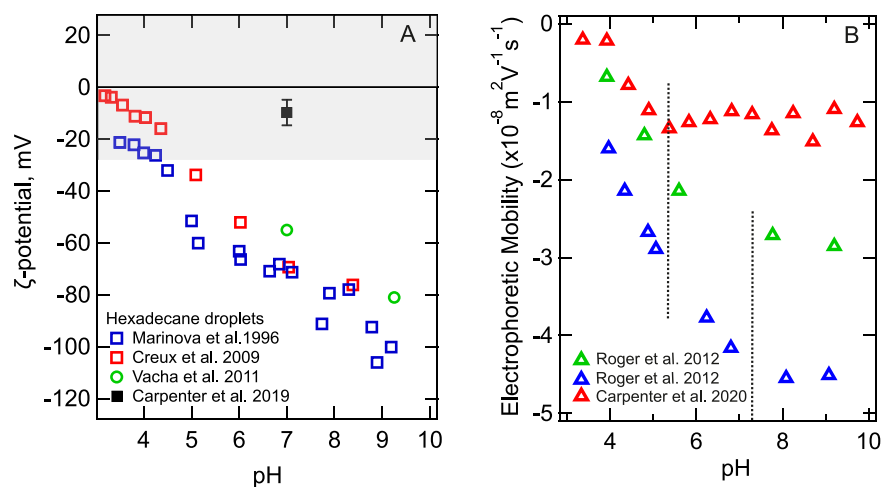 A
20
0
-20
-40
-60
-80
-100
-120
ζ-potential, mV
Hexadecane droplets
Marinova et al.1996
Creux et al. 2009
Vacha et al. 2011
Carpenter et al. 2019
4 5 6 7 8 9 10
pH
B
0
-1
-2
-3
-4
-5
Electrophoretic Mobility (x10⁻⁸ m² V⁻¹ s⁻¹)
Roger et al. 2012
Roger et al. 2012
Carpenter et al. 2020
4 6 8 10
pH